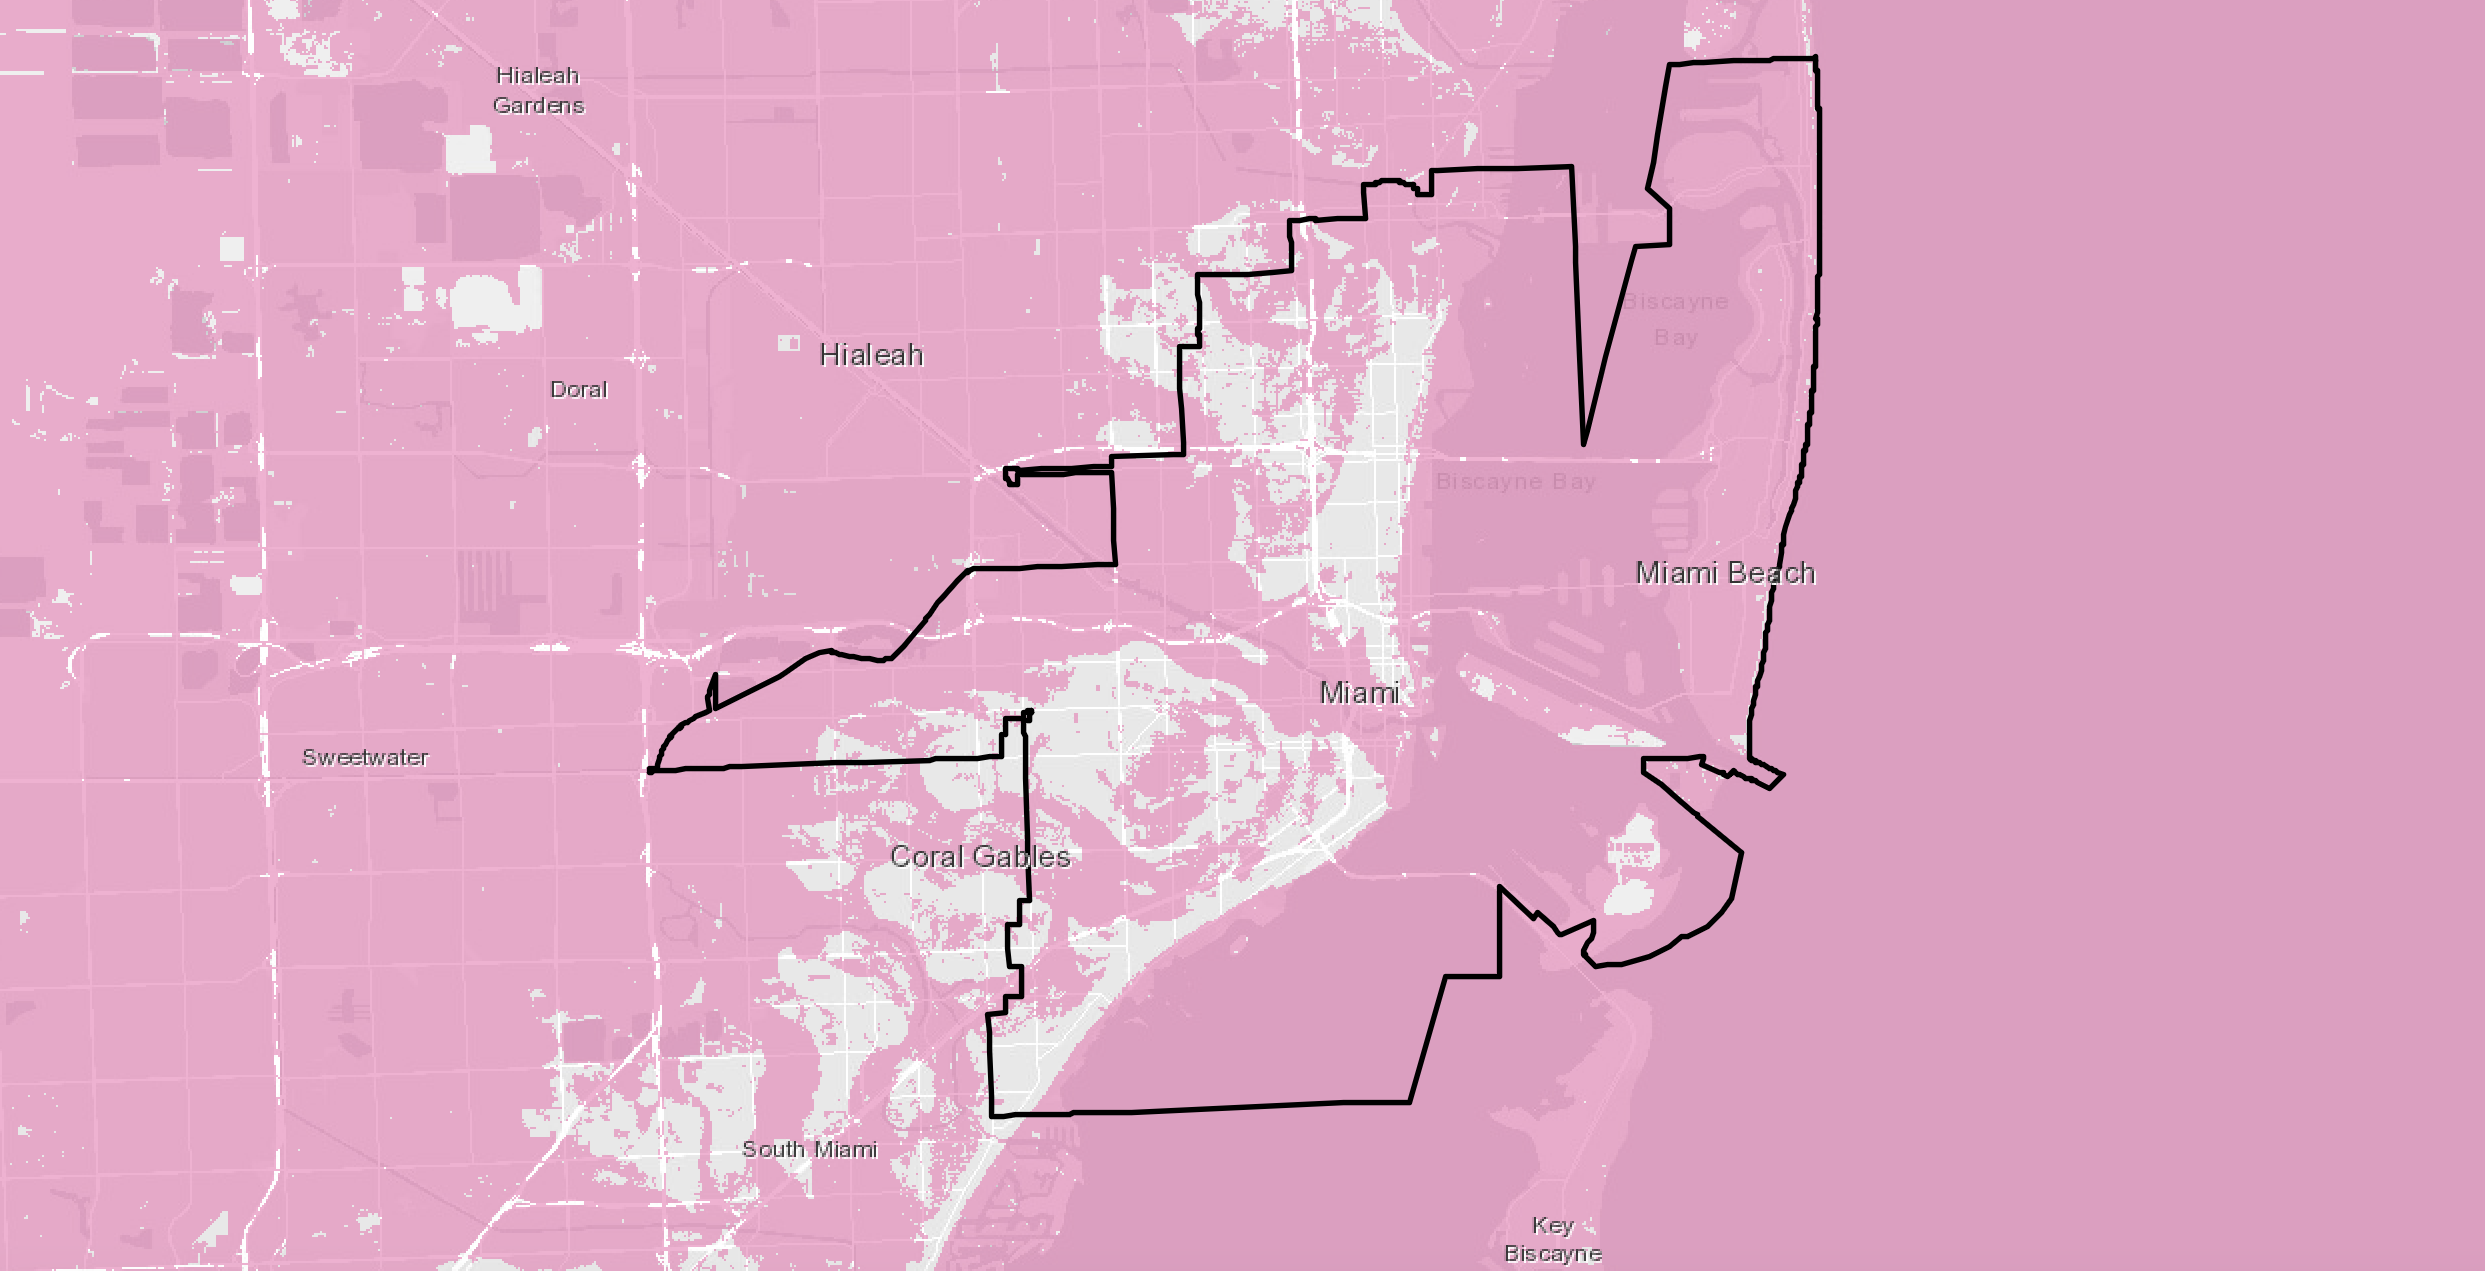 Hialeah
Gardens
Biscayne
Bay
Hialeah
Doral
Biscayne Bay
Miami Beach
Miami
Sweetwater
Coral Gables
South Miami
Key
Biscayne